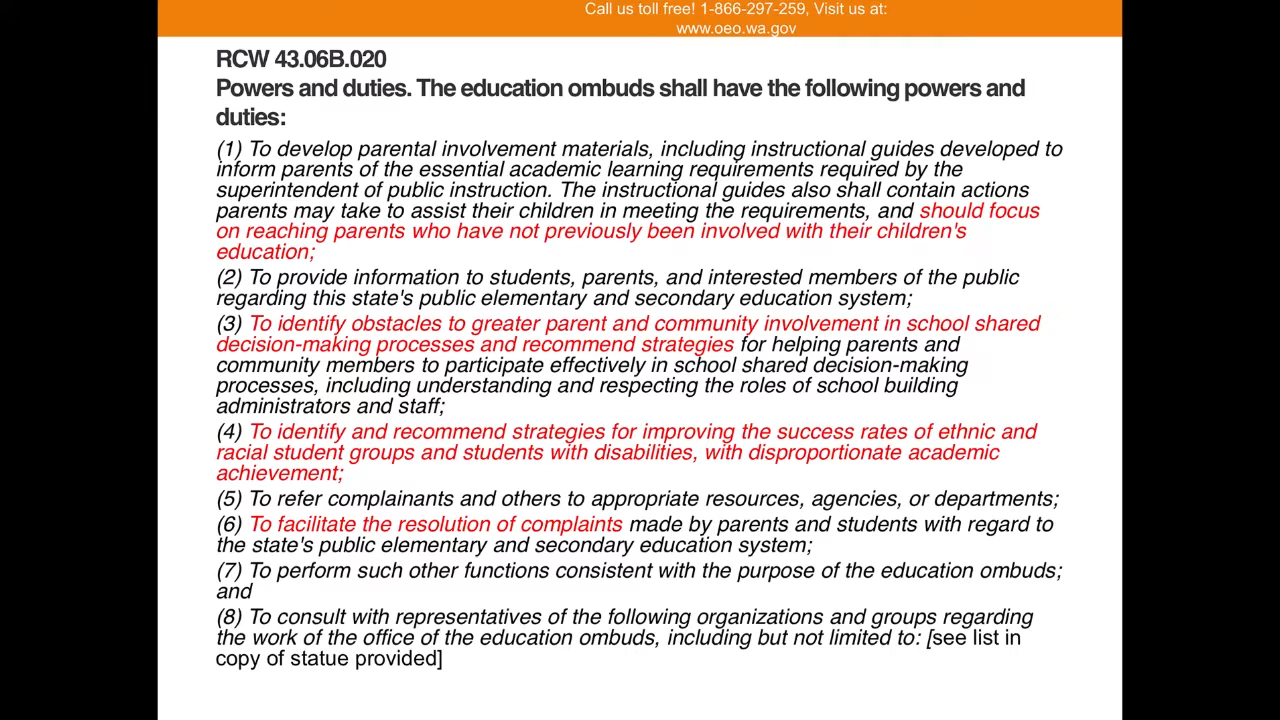 Call us toll free! 1-866-297-259, Visit us at:
www.oeo.wa.gov
RCW 43.06B.020
Powers and duties. The education ombuds shall have the following powers and
duties:
(1) To develop parental involvement materials, including instructional guides developed to
inform parents of the essential academic learning requirements required by the
superintendent of public instruction. The instructional guides also shall contain actions
parents may take to assist their children in meeting the requirements, and should focus
on reaching parents who have not previously been involved with their children's
education;
(2) To provide information to students, parents, and interested members of the public
regarding this state's public elementary and secondary education system;
(3) To identify obstacles to greater parent and community involvement in school shared
decision-making processes and recommend strategies for helping parents and
community members to participate effectively in school shared decision-making
processes, including understanding and respecting the roles of school building
administrators and staff;
(4) To identify and recommend strategies for improving the success rates of ethnic and
racial student groups and students with disabilities, with disproportionate academic
achievement;
(5) To refer complainants and others to appropriate resources, agencies, or departments;
(6) To facilitate the resolution of complaints made by parents and students with regard to
the state's public elementary and secondary education system;
(7) To perform such other functions consistent with the purpose of the education ombuds;
and
(8) To consult with representatives of the following organizations and groups regarding
the work of the office of the education ombuds, including but not limited to: [see list in
copy of statue provided]